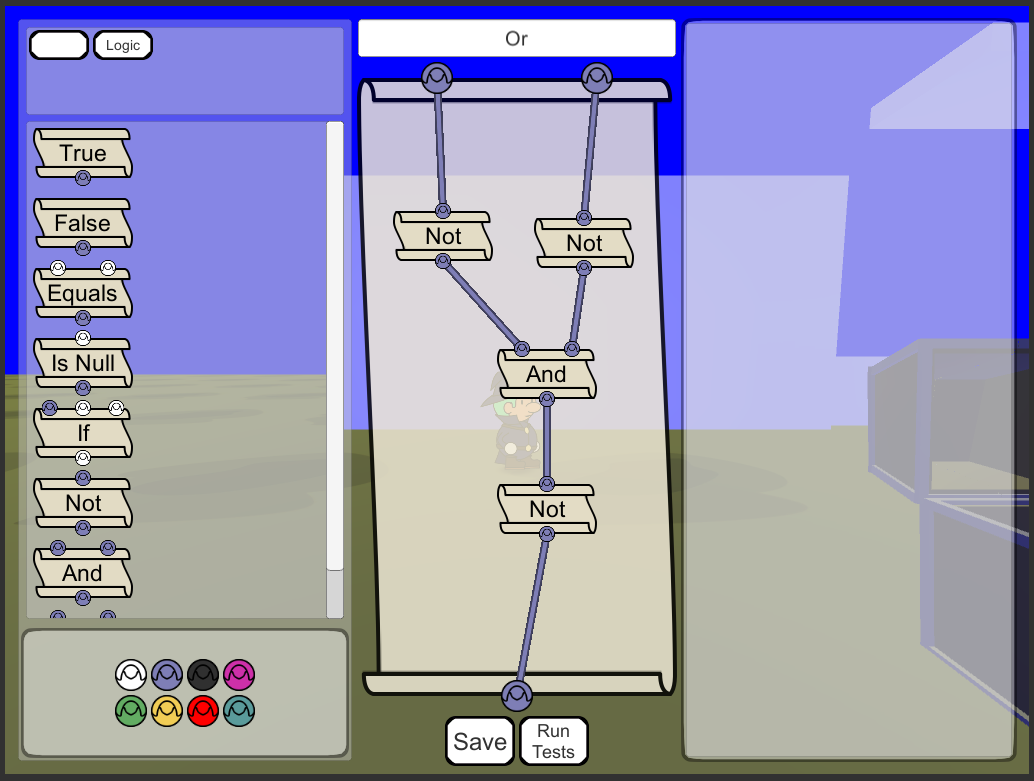 Logic
Or
True
False
Equals
Is Null
If
Not
And
Not
Not
And
Not
Save
Run
Tests